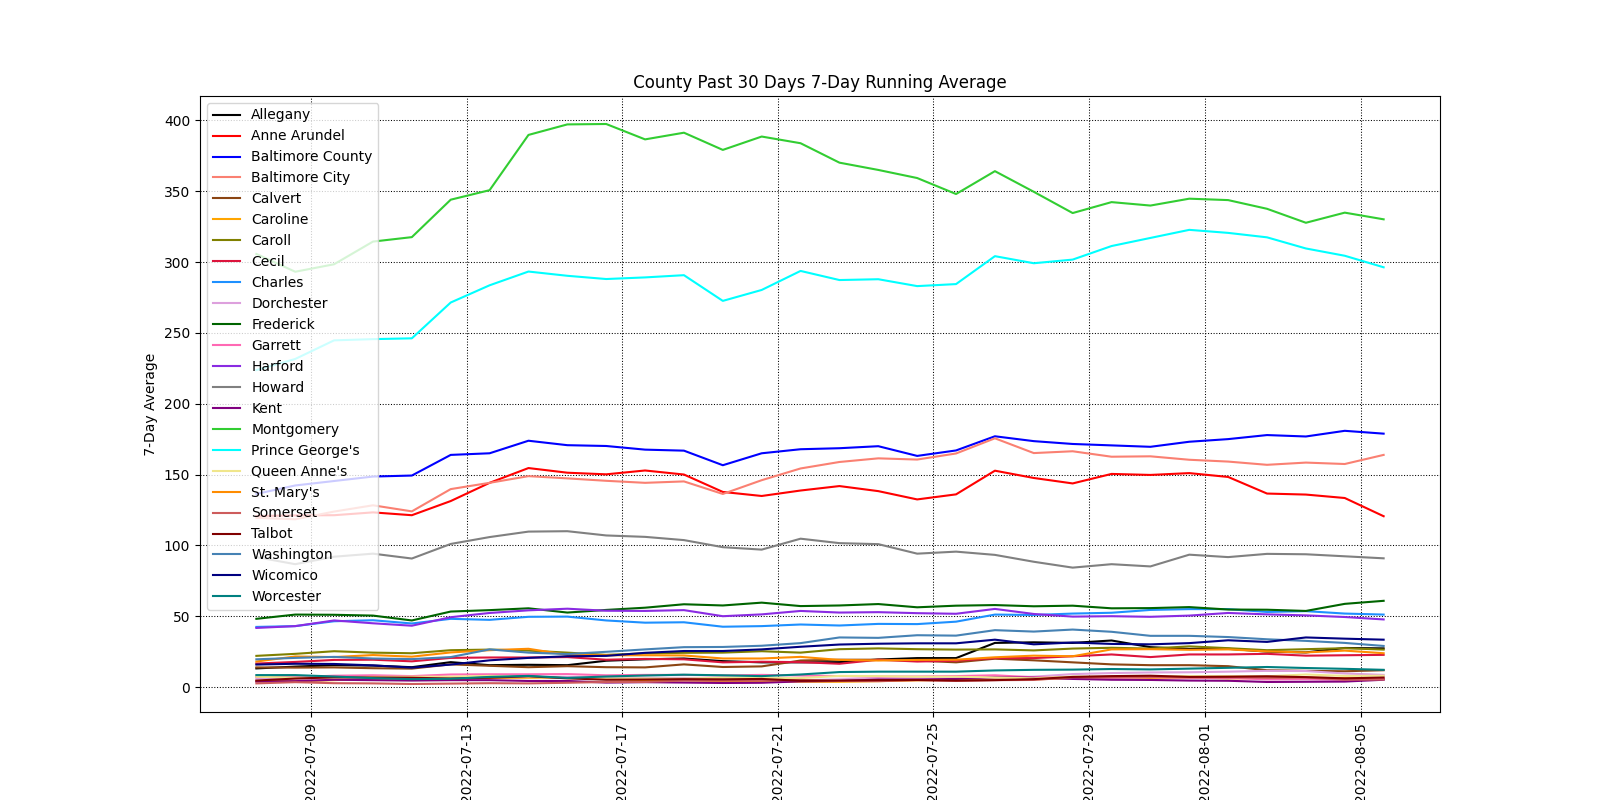 County Past 30 Days 7-Day Running Average
7-Day Average
400
350
300
250
200
150
100
50
0
Allegany
Anne Arundel
Baltimore County
Baltimore City
Calvert
Caroline
Caroll
Cecil
Charles
Dorchester
Frederick
Garrett
Harford
Howard
Kent
Montgomery
Prince George's
Queen Anne's
St. Mary's
Somerset
Talbot
Washington
Wicomico
Worcester
2022-07-09
2022-07-13
2022-07-17
2022-07-21
2022-07-25
2022-07-29
2022-08-01
2022-08-05